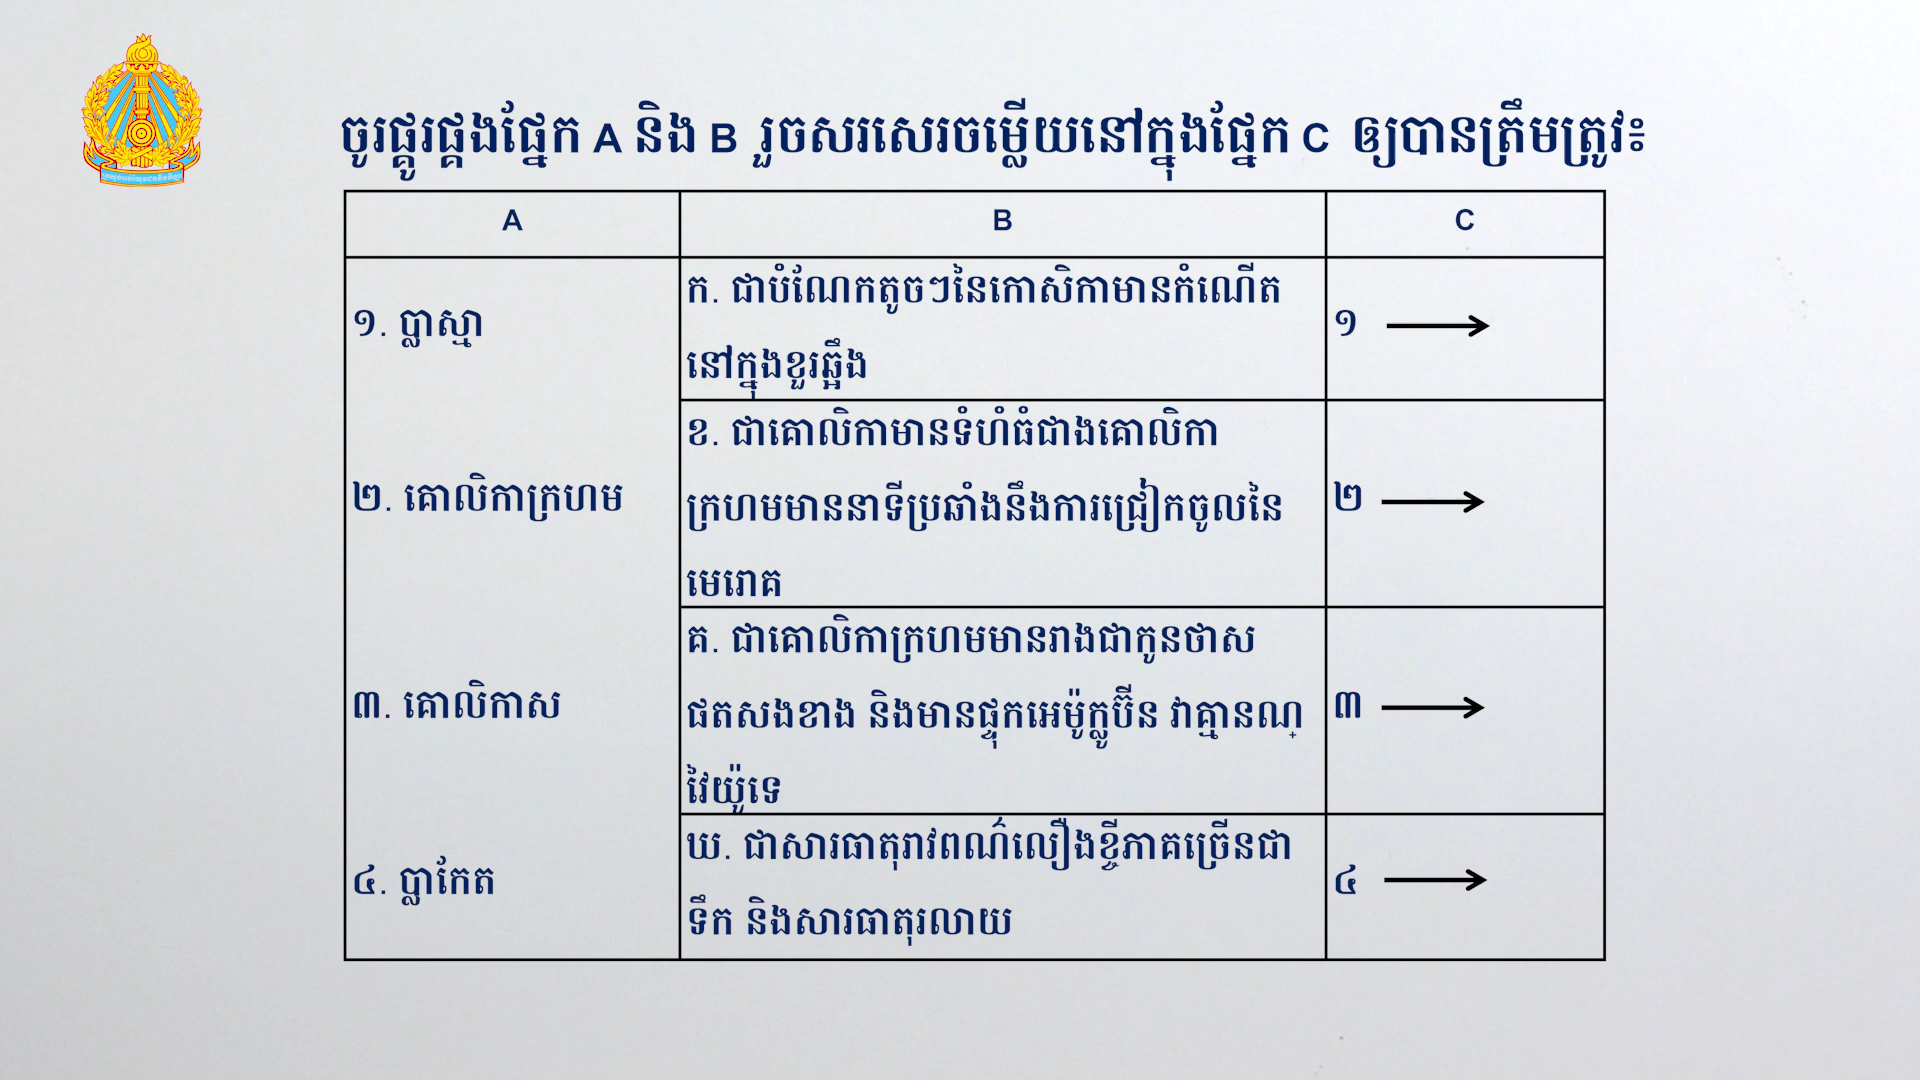 ចូរផ្គូរផ្គងផ្នែក A និង B រួចសរសេរចម្លើយនៅក្នុងផ្នែក C ឲ្យបានត្រឹមត្រូវ៖
A
B
C
១. ប្លាស្មា
ក. ជាបំណែកតូចៗនៃកោសិកាមានកំណើត
នៅក្នុងខួរឆ្អឹង
១
២. គោលិកាក្រហម
ខ. ជាគោលិកាមានទំហំធំជាងគោលិកា
ក្រហមមាននាទីប្រឆាំងនឹងការជ្រៀកចូលនៃ
មេរោគ
២
៣. គោលិកាស
គ. ជាគោលិកាក្រហមមានរាងជាកូនថាស
ផតសងខាង និងមានផ្ទុកអេម៉ូក្លូប៊ីន វាគ្មានណ្
វៃយ៉ូទេ
៣
៤. ប្លាកែត
ឃ. ជាសារធាតុរាវពណ៌លឿងខ្ចីភាគច្រើនជា
ទឹក និងសារធាតុរលាយ
៤